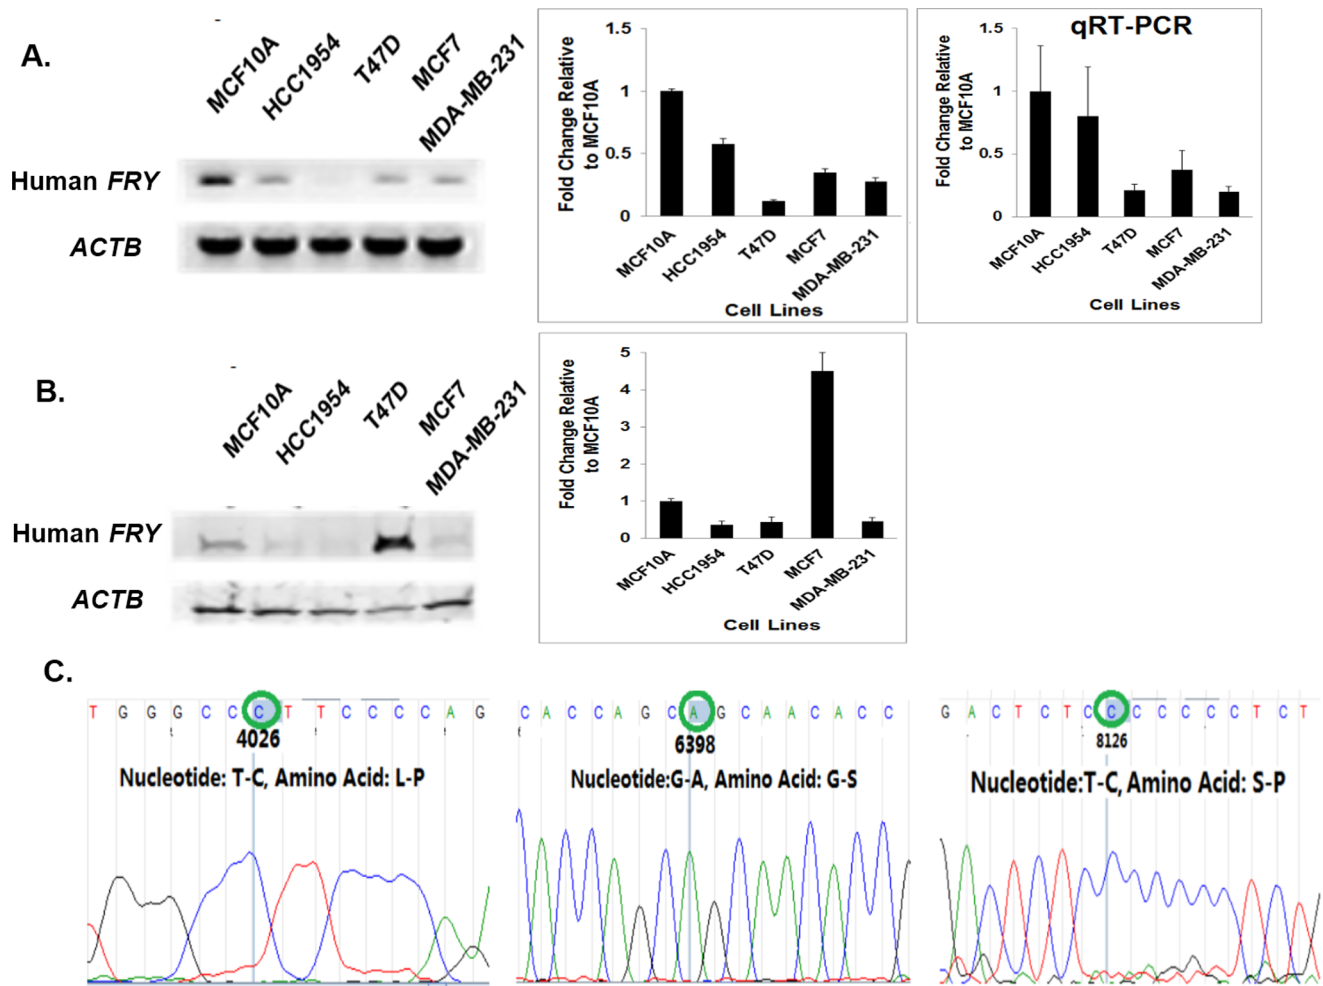 A.
MCF10A
HCC1954
T47D
MCF7
MDA-MB-231
Human FRY
ACTB
Fold Change Relative
to MCF10A
1.5
1
0.5
0
MCF10A
HCC1954
T47D
MCF7
MDA-MB-231
Cell Lines
qRT-PCR
Fold Change Relative
to MCF10A
1.5
1
0.5
0
MCF10A
HCC1954
T47D
MCF7
MDA-MB-231
Cell Lines
B.
MCF10A
HCC1954
T47D
MCF7
MDA-MB-231
Human FRY
ACTB
Fold Change Relative
to MCF10A
5
4
3
2
1
0
MCF10A
HCC1954
T47D
MCF7
MDA-MB-231
Cell Lines
C.
T G G G C C C T T C C C C A G
4026
Nucleotide: T-C, Amino Acid: L-P
C A C C A G C A G C A A C A C C
6398
Nucleotide:G-A, Amino Acid: G-S
G A C T C T C C C C C C C T C T
8126
Nucleotide:T-C, Amino Acid: S-P